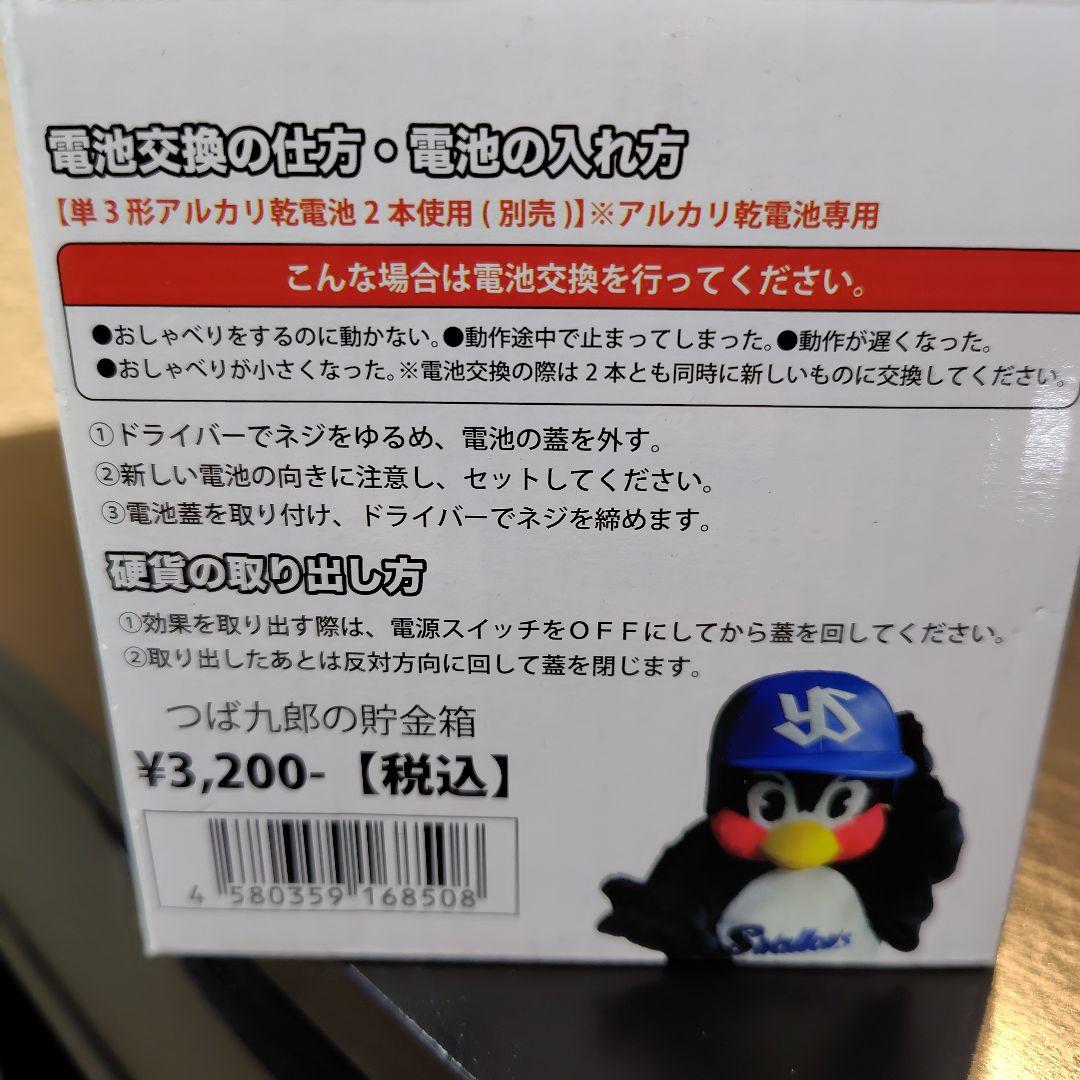 電池交換の仕方・電池の入れ方
【単3形アルカリ乾電池2本使用(別売)】※アルカリ乾電池専用
こんな場合は電池交換を行ってください。
●おしゃべりをするのに動かない。●動作途中で止まってしまった。●動作が遅くなった。
●おしゃべりが小さくなった。※電池交換の際は2本とも同時に新しいものに交換してください。
①ドライバーでネジをゆるめ、電池の蓋を外す。
②新しい電池の向きに注意し、セットしてください。
③電池蓋を取り付け、ドライバーでネジを締めます。
硬貨の取り出し方
①効果を取り出す際は、電源スイッチをOFFにしてから蓋を回してください。
②取り出したあとは反対方向に回して蓋を閉じます。
つば九郎の貯金箱
¥3,200-【税込】
4 580359 168508
YS
Swallows